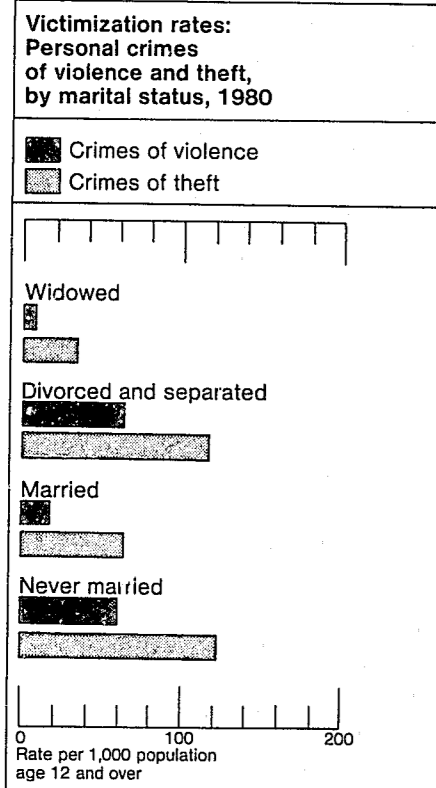 Victimization rates:
Personal crimes
of violence and theft,
by marital status, 1980
Crimes of violence
Crimes of theft
Widowed
Divorced and separated
Married
Never married
0 100 200
Rate per 1,000 population
age 12 and over